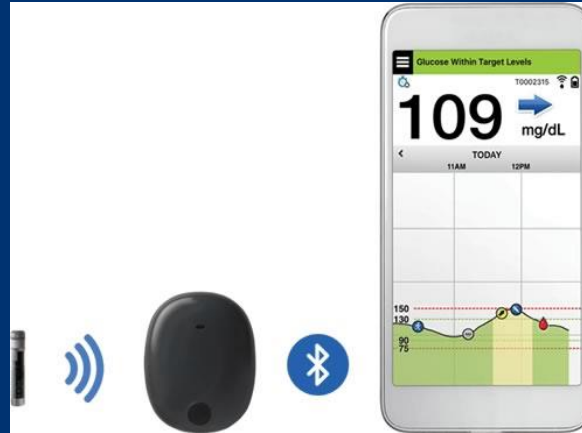 Glucose Within Target Levels
T0002315
109
mg/dL
TODAY
11AM 12PM
150
130
90
75